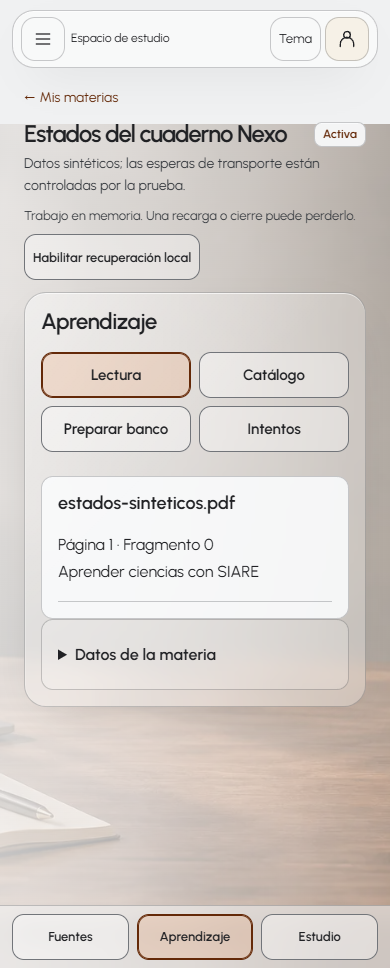 Espacio de estudio
Tema
← Mis materias
Estados del cuaderno Nexo
Activa
Datos sintéticos; las esperas de transporte están
controladas por la prueba.
Trabajo en memoria. Una recarga o cierre puede perderlo.
Habilitar recuperación local
Aprendizaje
Lectura
Catálogo
Preparar banco
Intentos
estados-sinteticos.pdf
Página 1 · Fragmento 0
Aprender ciencias con SIARE
Datos de la materia
Fuentes
Aprendizaje
Estudio